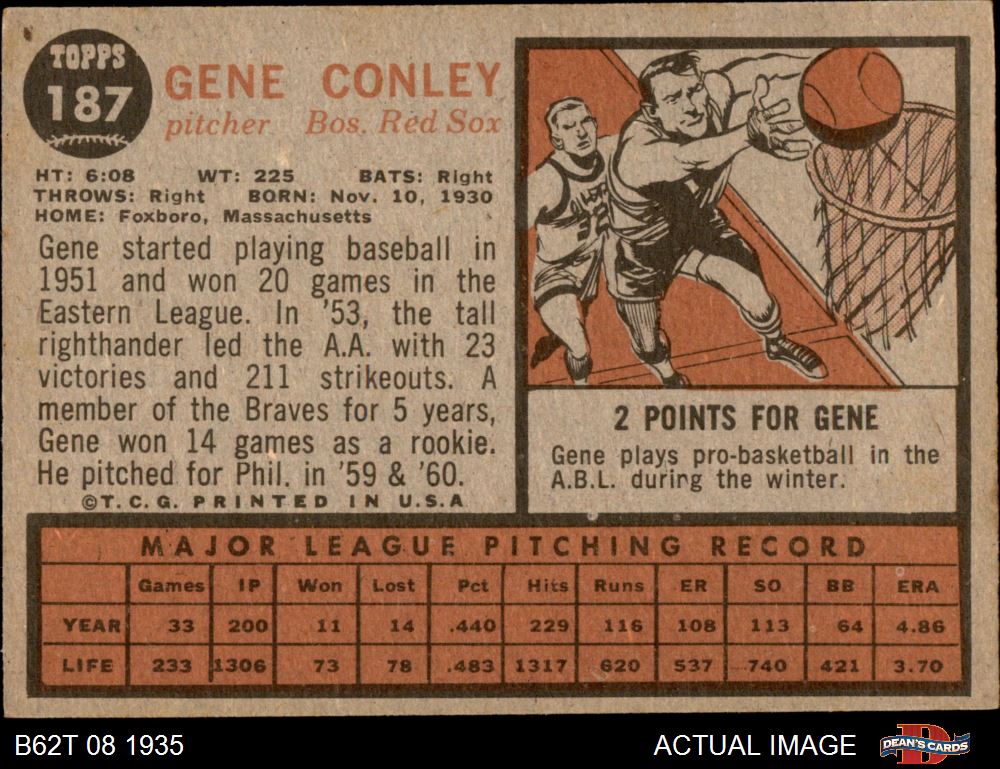 TOPPS
187
GENE CONLEY
pitcher Bos. Red Sox
HT: 6:08 WT: 225 BATS: Right
THROWS: Right BORN: Nov. 10, 1930
HOME: Foxboro, Massachusetts
Gene started playing baseball in
1951 and won 20 games in the
Eastern League. In '53, the tall
righthander led the A.A. with 23
victories and 211 strikeouts. A
member of the Braves for 5 years,
Gene won 14 games as a rookie.
He pitched for Phil. in '59 & '60.
©T.C.G. PRINTED IN U.S.A
2 POINTS FOR GENE
Gene plays pro-basketball in the
A.B.L. during the winter.
MAJOR LEAGUE PITCHING RECORD
Games IP Won Lost Pct Hits Runs ER SO BB ERA
YEAR 33 200 11 14 .440 229 116 108 113 64 4.86
LIFE 233 1306 73 78 .483 1317 620 537 740 421 3.70
B62T 08 1935
ACTUAL IMAGE
DEAN'S CARDS